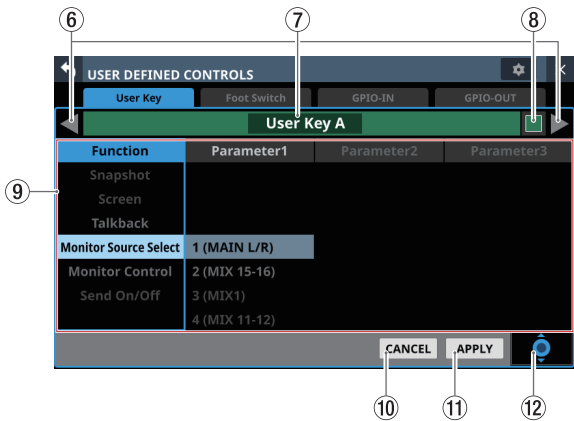 ⑥ ⑦ ⑧
USER DEFINED CONTROLS
User Key Foot Switch GPIO-IN GPIO-OUT
User Key A
Function Parameter1 Parameter2 Parameter3
Snapshot
Screen
Talkback
⑨
Monitor Source Select 1 (MAIN L/R)
Monitor Control 2 (MIX 15-16)
Send On/Off 3 (MIX1)
4 (MIX 11-12)
CANCEL APPLY
⑩ ⑪ ⑫